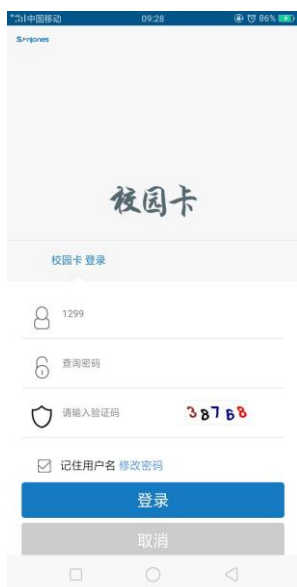 中国移动 09:28 86%
Synjones
校园卡
校园卡 登录
1299
查询密码
请输入验证码 38768
记住用户名 修改密码
登录
取消